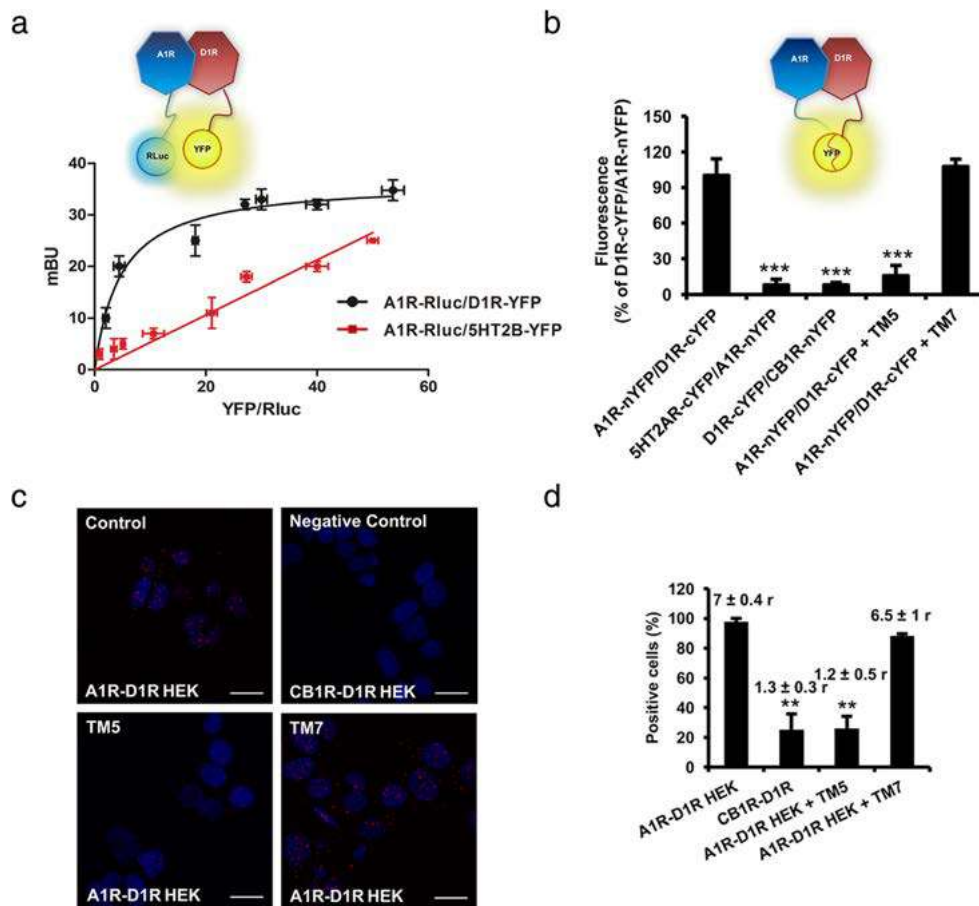 a
A1R
D1R
RLuc
YFP
40
30
20
10
0
mBU
0
20
40
60
YFP/Rluc
A1R-Rluc/D1R-YFP
A1R-Rluc/5HT2B-YFP
b
A1R
D1R
YFP
Fluorescence
(% of D1R-cYFP/A1R-nYFP)
150
120
90
60
30
0
***
***
***
A1R-nYFP/D1R-cYFP
5HT2AR-cYFP/A1R-nYFP
D1R-cYFP/CB1R-nYFP
A1R-nYFP/D1R-cYFP + TM5
A1R-nYFP/D1R-cYFP + TM7
c
Control
A1R-D1R HEK
Negative Control
CB1R-D1R HEK
TM5
A1R-D1R HEK
TM7
A1R-D1R HEK
d
Positive cells (%)
120
100
80
60
40
20
0
7 ± 0.4 r
1.3 ± 0.3 r
**
1.2 ± 0.5 r
**
6.5 ± 1 r
A1R-D1R HEK
CB1R-D1R
A1R-D1R HEK + TM5
A1R-D1R HEK + TM7